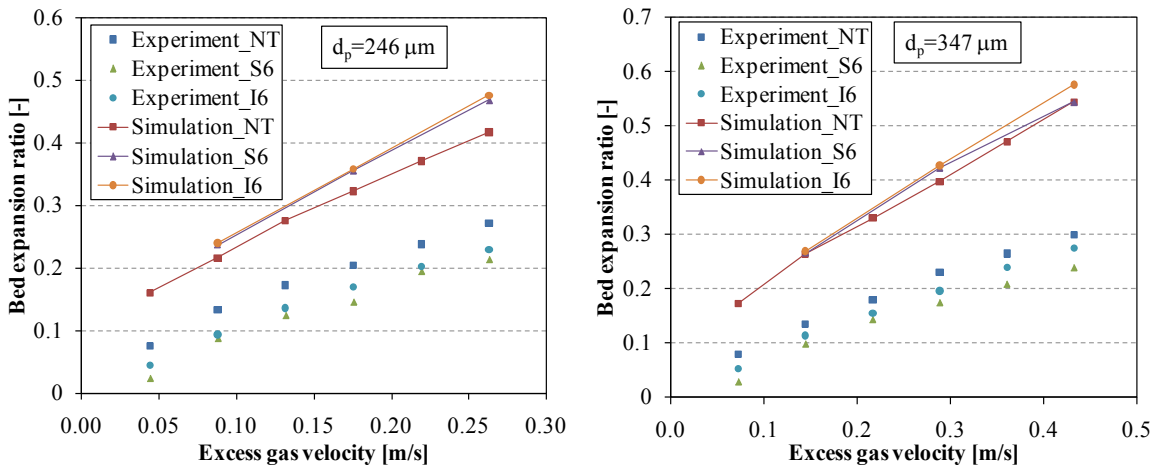 0.6
0.5
0.4
0.3
0.2
0.1
0
Bed expansion ratio [-]
Experiment_NT
Experiment_S6
Experiment_I6
Simulation_NT
Simulation_S6
Simulation_I6
dp=246 µm
0.00 0.05 0.10 0.15 0.20 0.25 0.30
Excess gas velocity [m/s]
0.7
0.6
0.5
0.4
0.3
0.2
0.1
0
Bed expansion ratio [-]
Experiment_NT
Experiment_S6
Experiment_I6
Simulation_NT
Simulation_S6
Simulation_I6
dp=347 µm
0.0 0.1 0.2 0.3 0.4 0.5
Excess gas velocity [m/s]